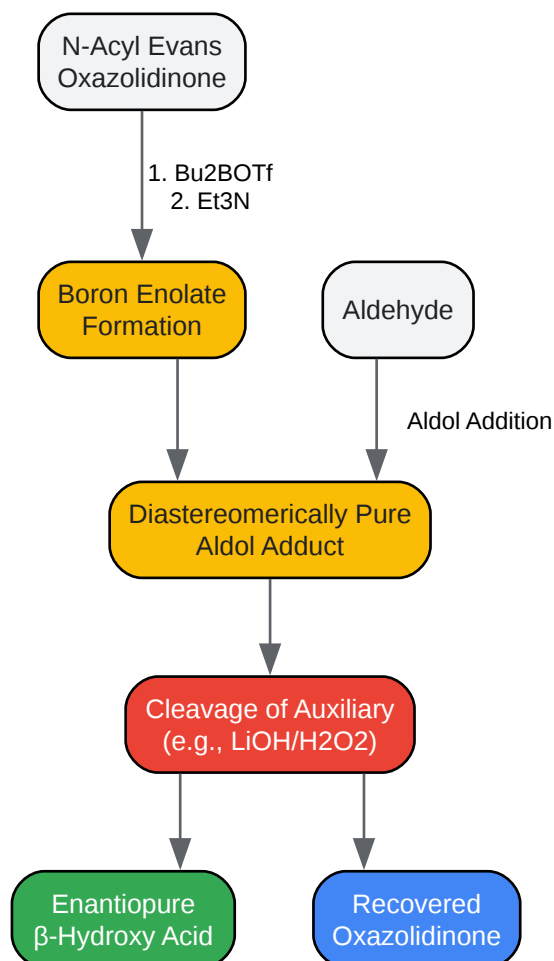 N-Acyl Evans
Oxazolidinone
1. Bu2BOTf
2. Et3N
Boron Enolate
Formation
Aldehyde
Aldol Addition
Diastereomerically Pure
Aldol Adduct
Cleavage of Auxiliary
(e.g., LiOH/H2O2)
Enantiopure
β-Hydroxy Acid
Recovered
Oxazolidinone